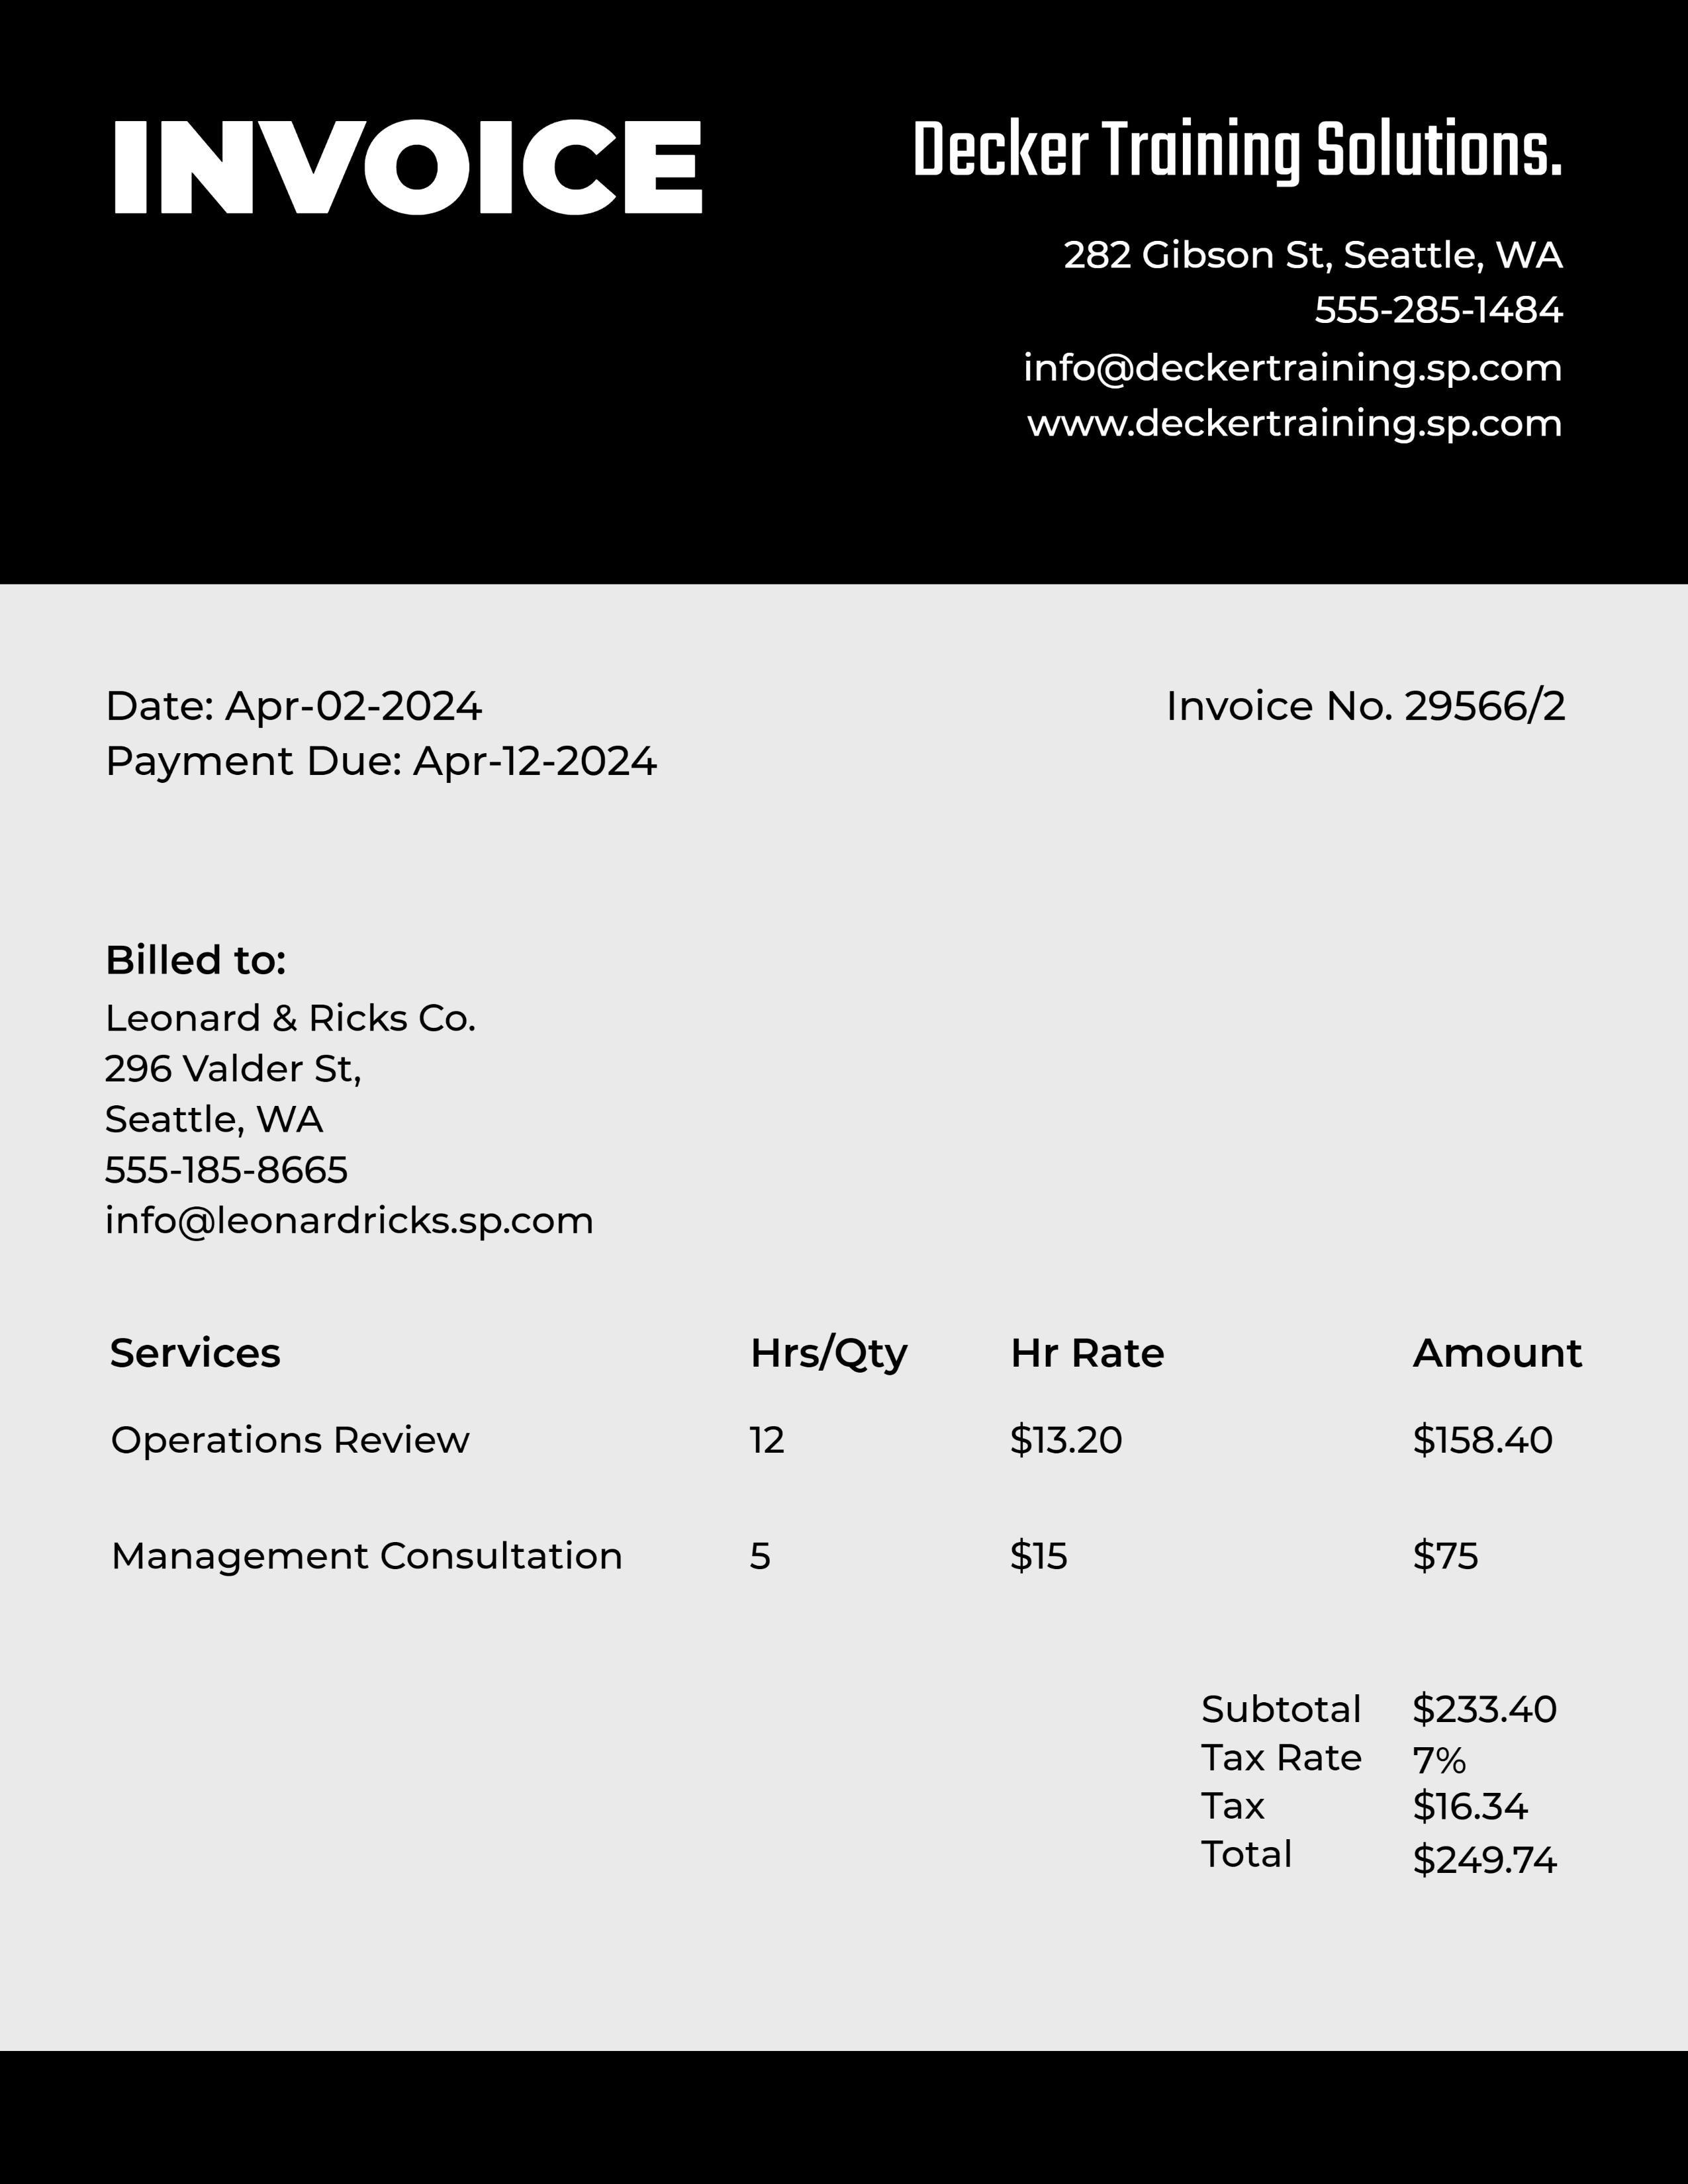 INVOICE
Decker Training Solutions.
282 Gibson St, Seattle, WA
555-285-1484
info@deckertraining.sp.com
www.deckertraining.sp.com
Date: Apr-02-2024
Invoice No. 29566/2
Payment Due: Apr-12-2024
Billed to:
Leonard & Ricks Co.
296 Valder St,
Seattle, WA
555-185-8665
info@leonardricks.sp.com
Services Hrs/Qty Hr Rate Amount
Operations Review 12 $13.20 $158.40
Management Consultation 5 $15 $75
Subtotal $233.40
Tax Rate 7%
Tax $16.34
Total $249.74